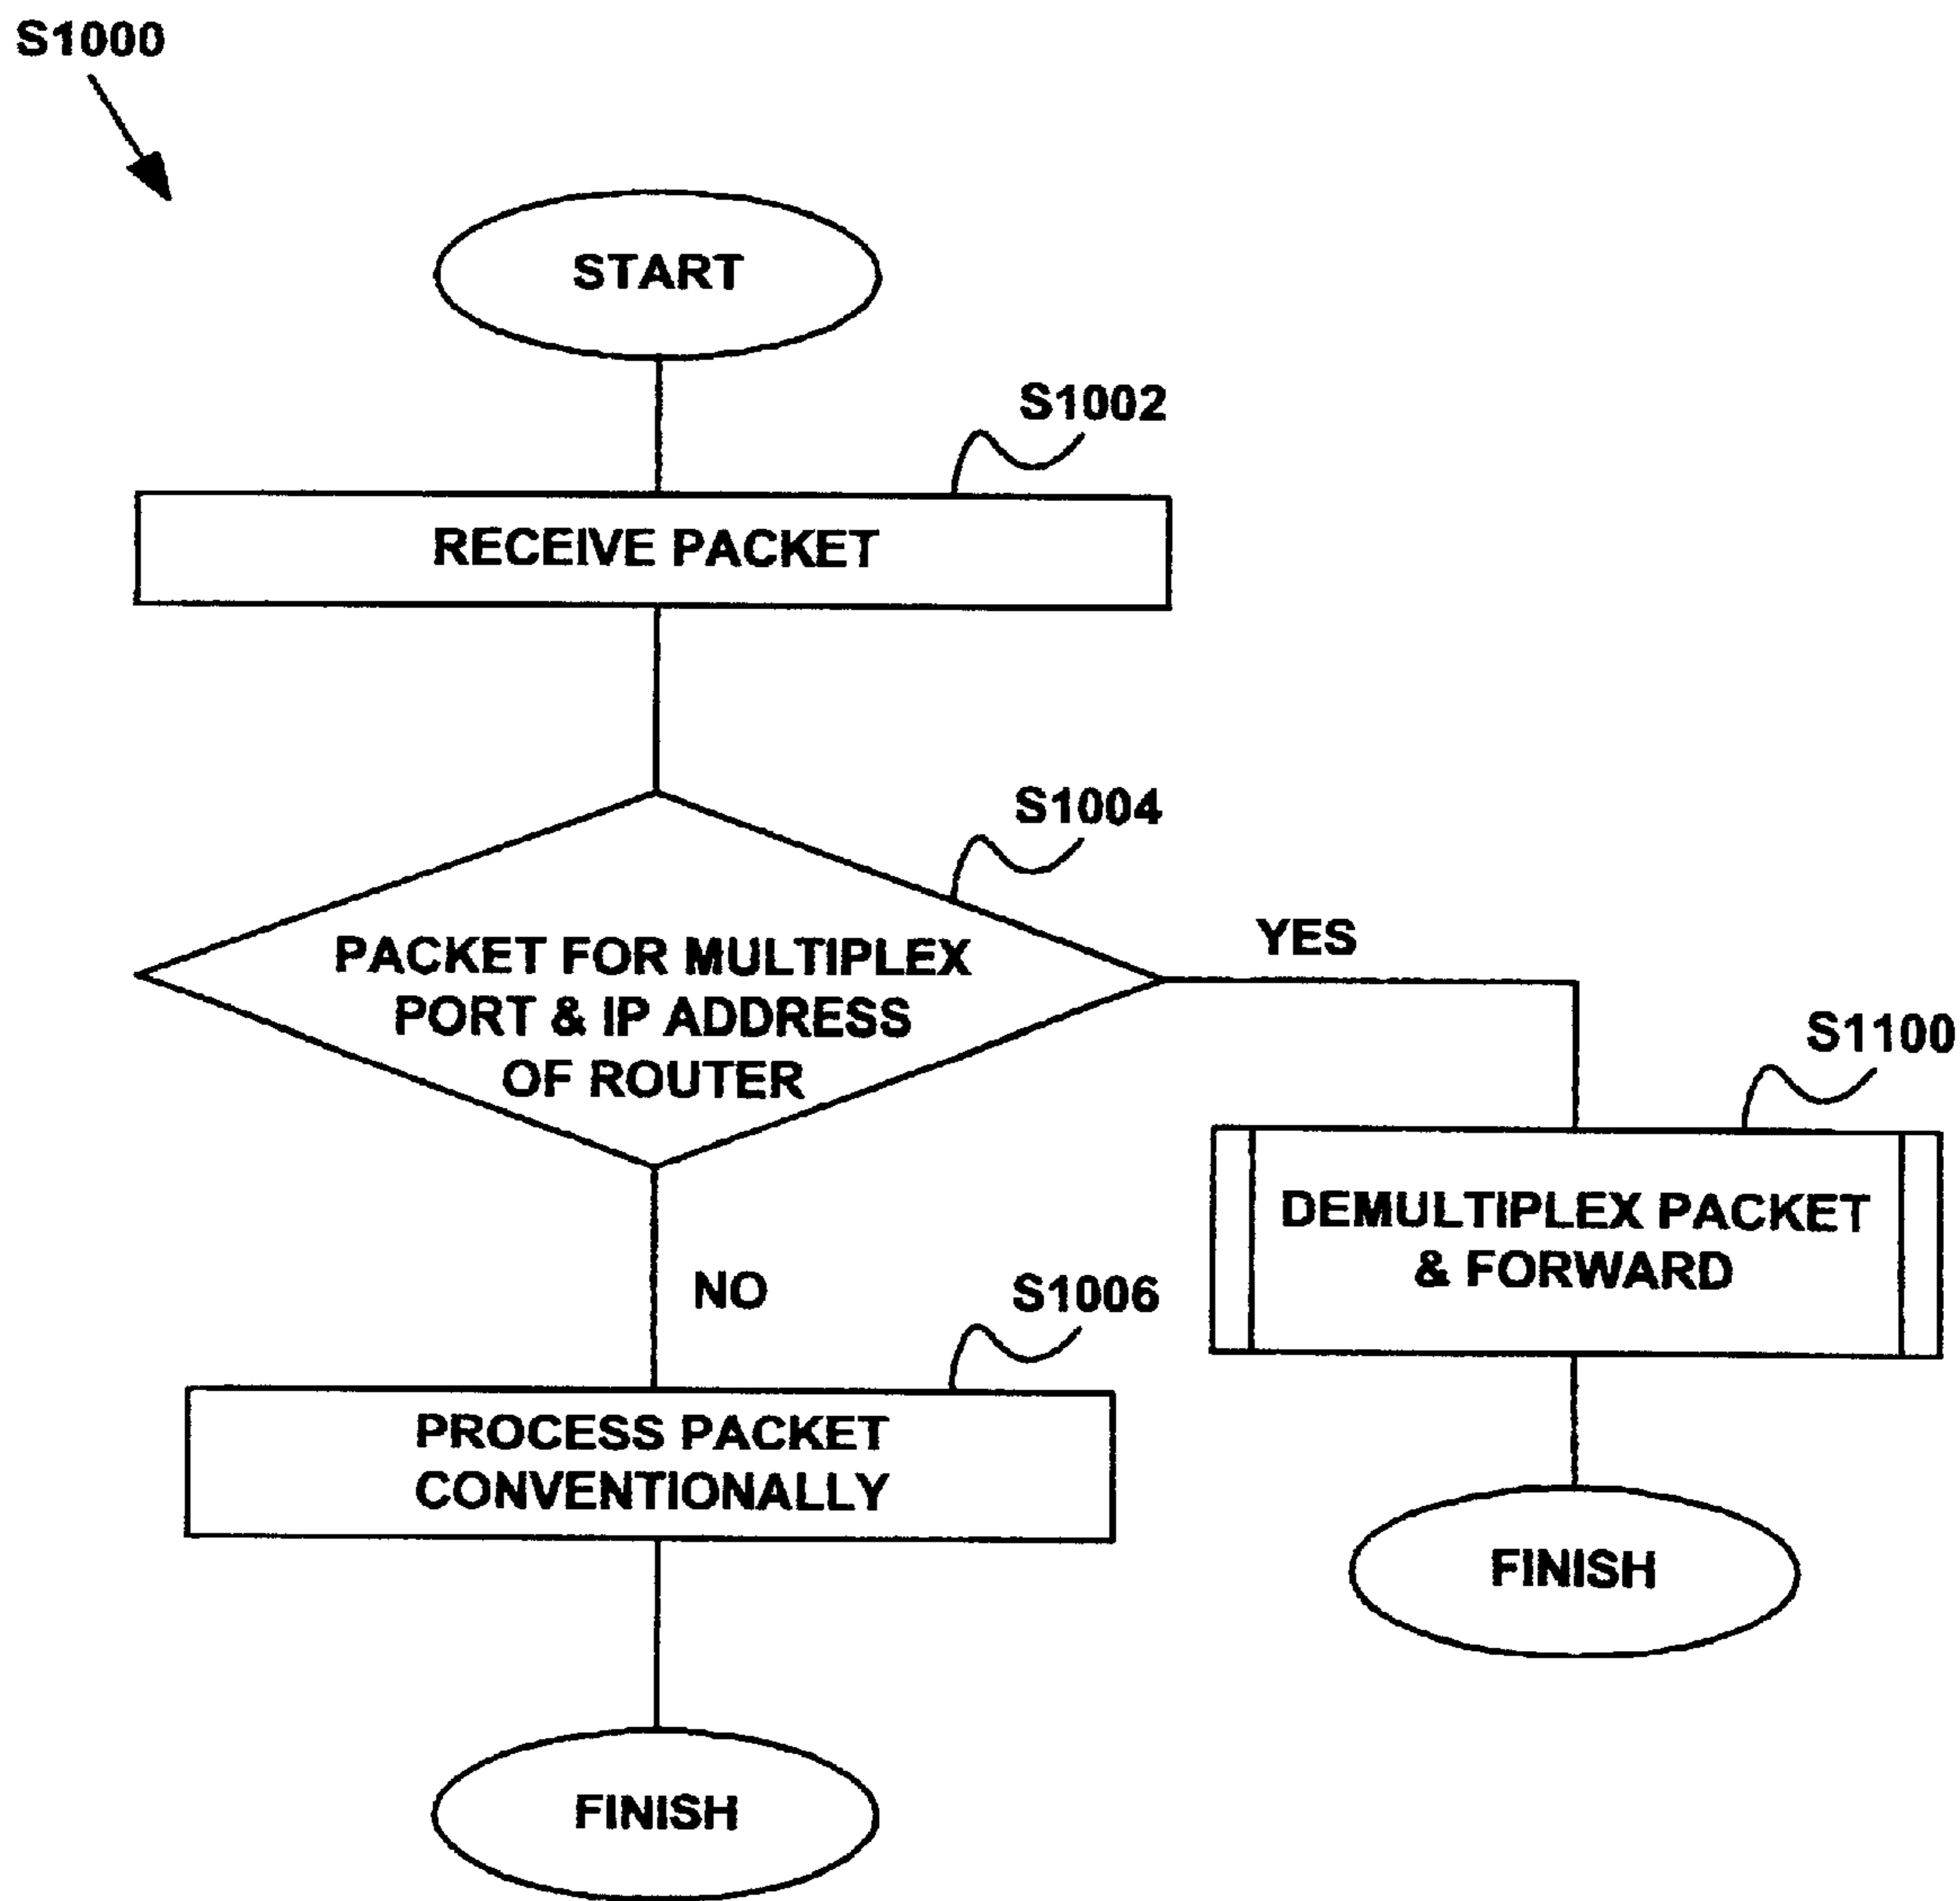 S1000
START
S1002
RECEIVE PACKET
S1004
PACKET FOR MULTIPLEX
PORT & IP ADDRESS
OF ROUTER
YES
S1100
DEMULTIPLEX PACKET
& FORWARD
NO
S1006
PROCESS PACKET
CONVENTIONALLY
FINISH
FINISH